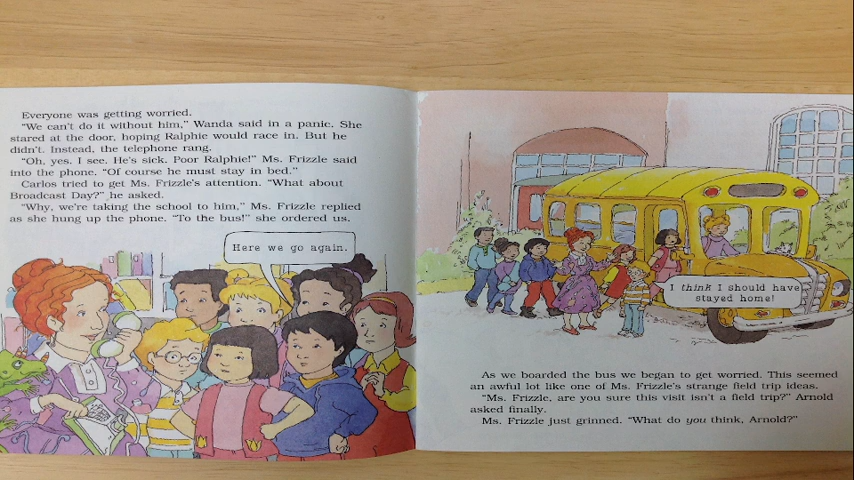 Everyone was getting worried.
"We can't do it without him," Wanda said in a panic. She
stared at the door, hoping Ralphie would race in. But he
didn't. Instead, the telephone rang.
"Oh, yes, I see. He's sick. Poor Ralphie!" Ms. Frizzle said
into the phone. "Of course he must stay in bed."
Carlos tried to get Ms. Frizzle's attention. "What about
Broadcast Day?" he asked.
"Why, we're taking the school to him," Ms. Frizzle replied
as she hung up the phone. "To the bus!" she ordered us.
Here we go again.
I think I should have
stayed home!
As we boarded the bus we began to get worried. This seemed
an awful lot like one of Ms. Frizzle's strange field trip ideas.
"Ms. Frizzle, are you sure this visit isn't a field trip?" Arnold
asked finally.
Ms. Frizzle just grinned. "What do you think, Arnold?"